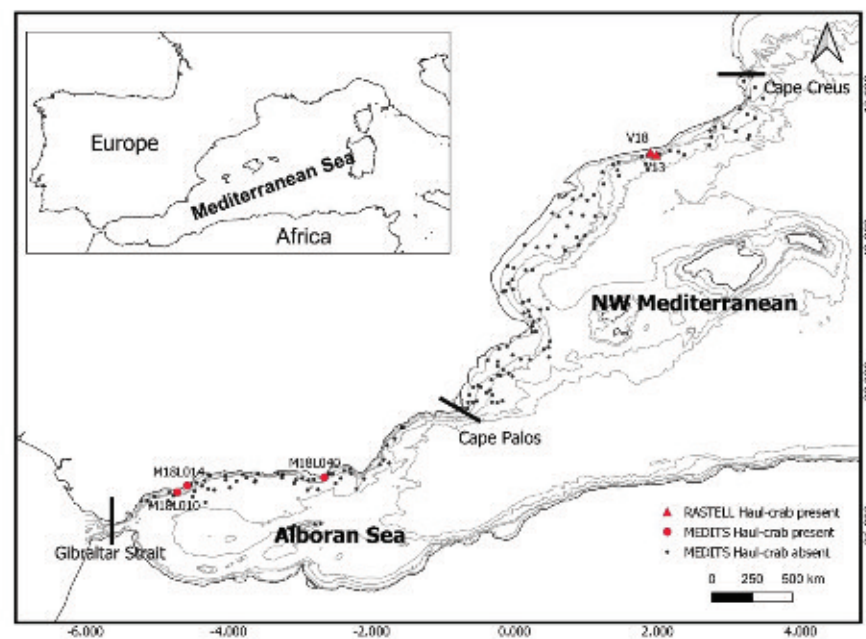 Europe
Mediterranean Sea
Africa
Cape Creus
V18
V13
NW Mediterranean
Cape Palos
M18L014
M18L040
M18L010
Gibraltar Strait
Alboran Sea
RASTELL Haul-crab present
MEDITS Haul-crab present
MEDITS Haul-crab absent
0 250 500 km
-6.000 -4.000 -2.000 0.000 2.000 4.000